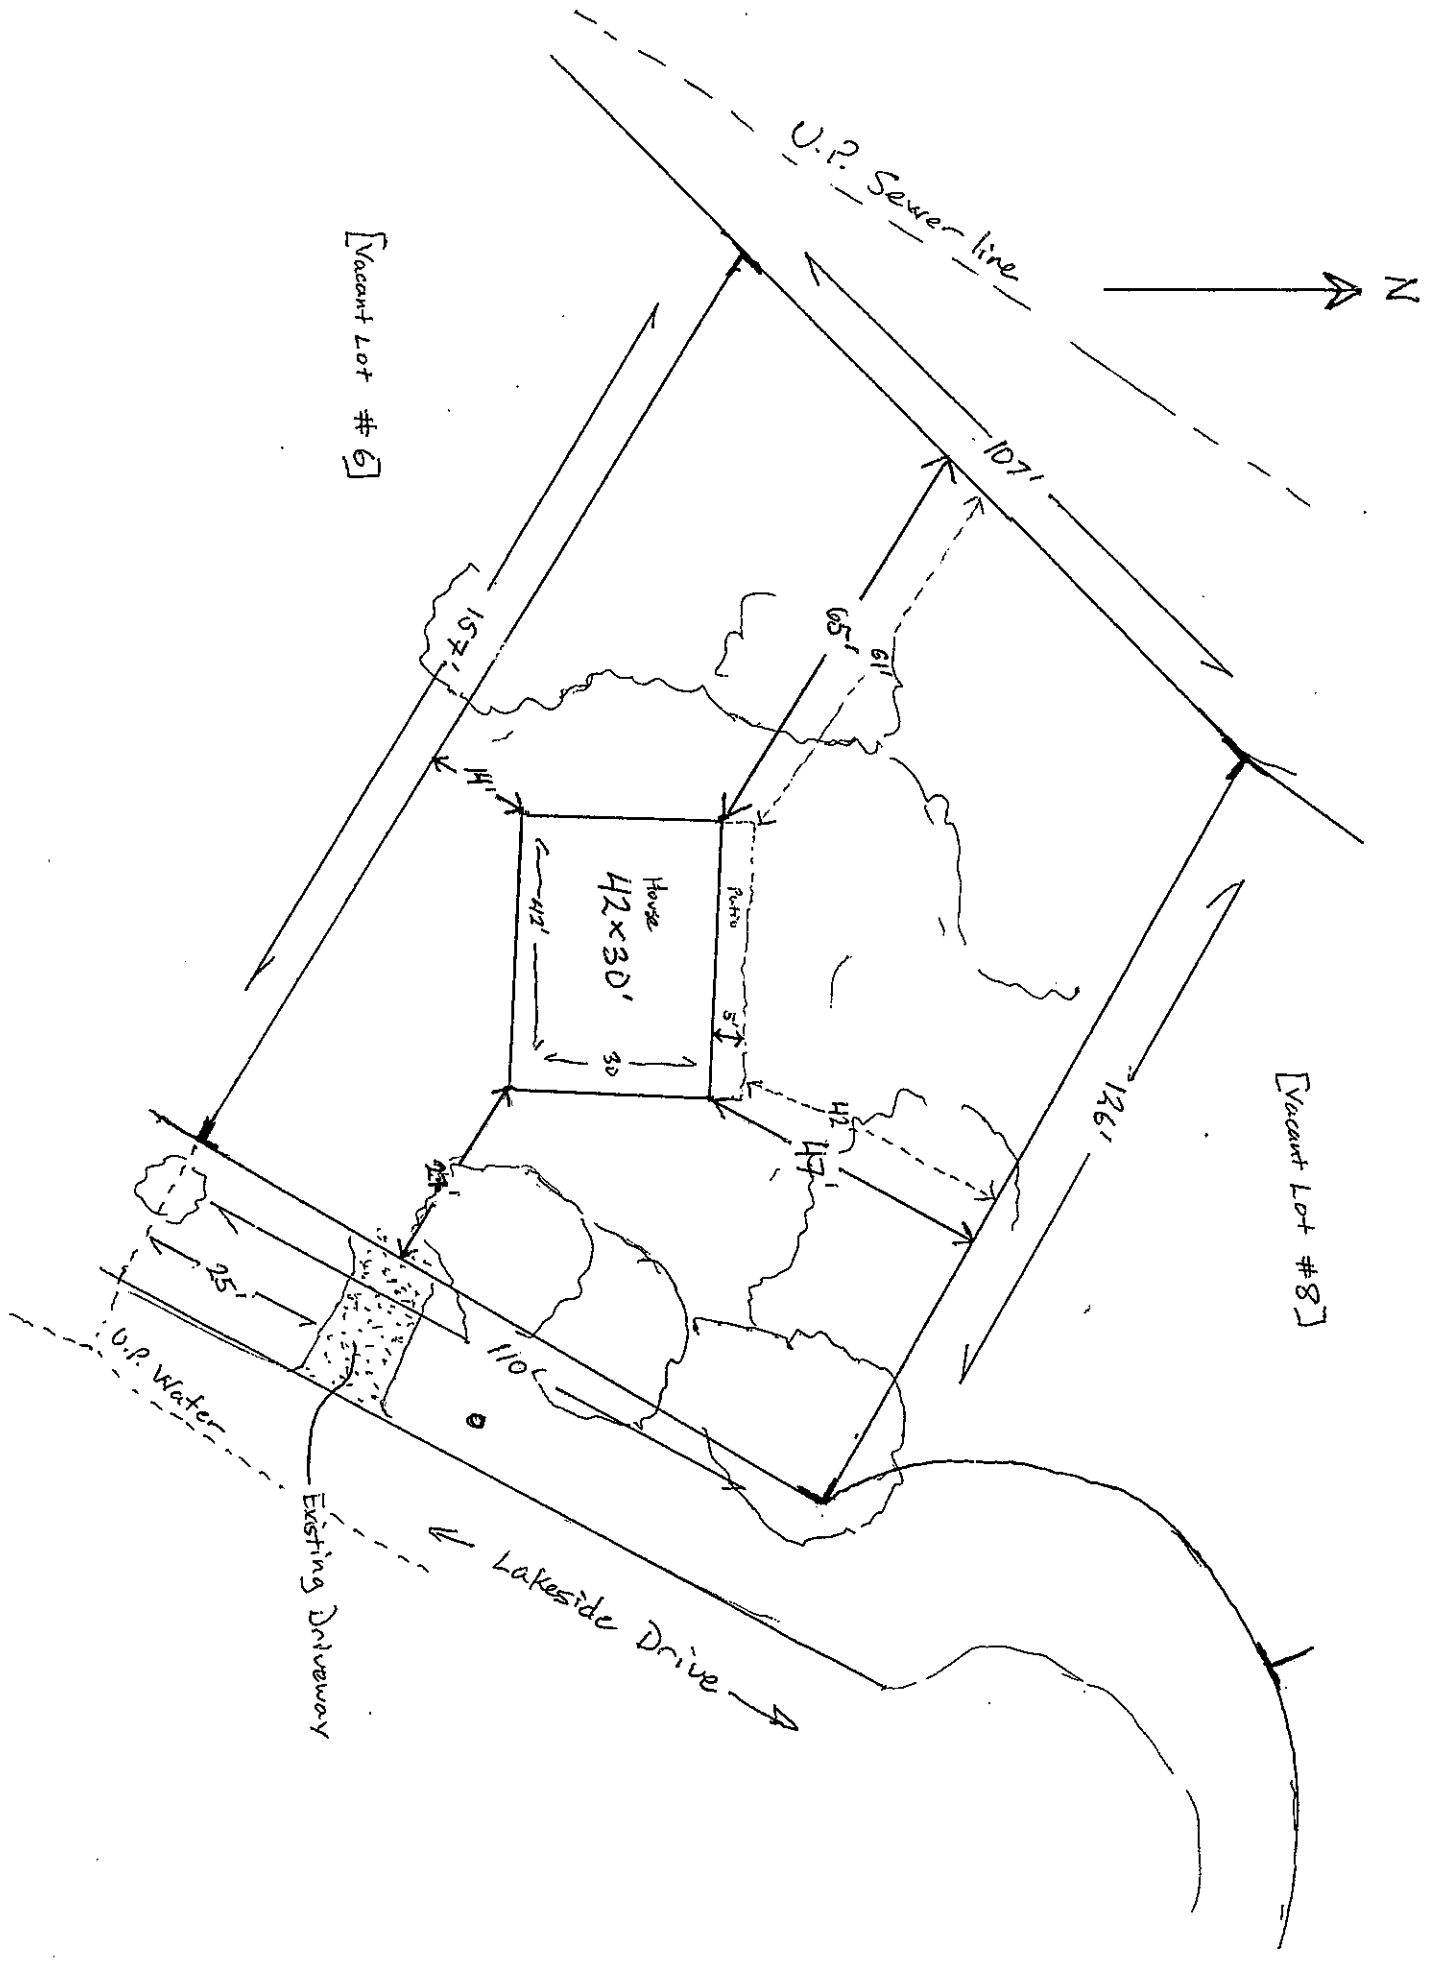 N
U.P. Sewer line
107'
[Vacant Lot #6]
157'
65'
61'
14'
House
42x30'
42'
30
Patio
5'
42
47'
126'
[Vacant Lot #8]
25'
110
U.P. Water
Existing Driveway
Lakeside Drive